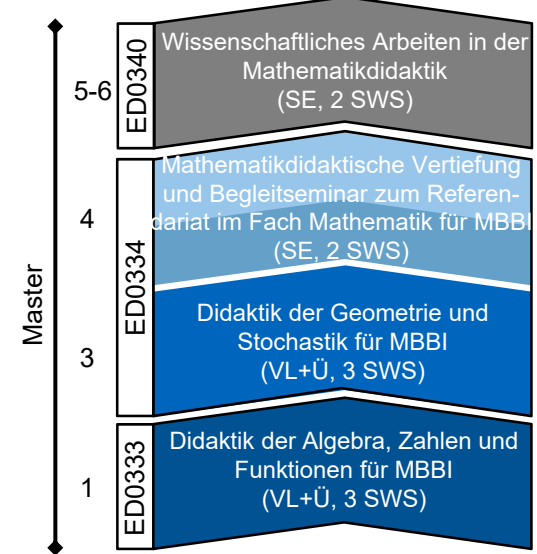 Master
5-6
ED0340
Wissenschaftliches Arbeiten in der
Mathematikdidaktik
(SE, 2 SWS)
4
ED0334
Mathematikdidaktische Vertiefung
und Begleitseminar zum Referen-
dariat im Fach Mathematik für MBBI
(SE, 2 SWS)
3
Didaktik der Geometrie und
Stochastik für MBBI
(VL+Ü, 3 SWS)
1
ED0333
Didaktik der Algebra, Zahlen und
Funktionen für MBBI
(VL+Ü, 3 SWS)